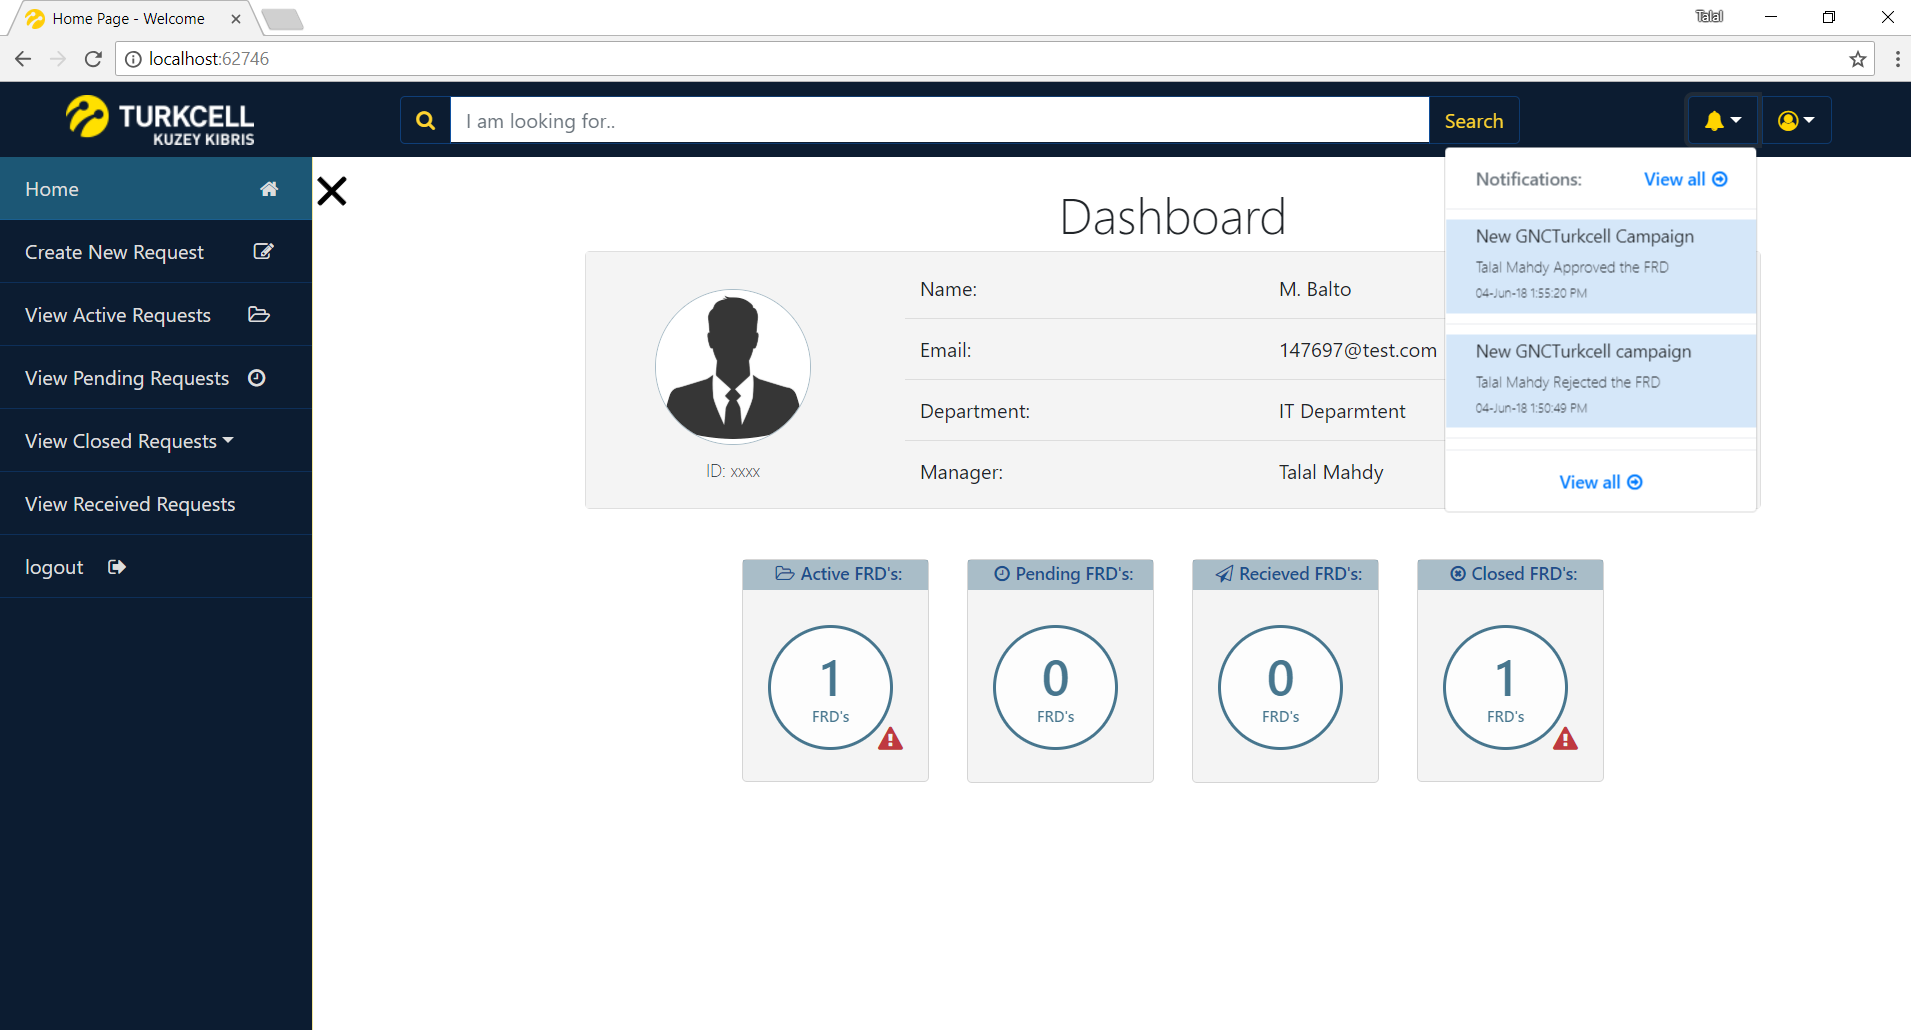 Home Page - Welcome
Talal
localhost:62746
TURKCELL
KUZEY KIBRIS
I am looking for..
Search
Home
Create New Request
View Active Requests
View Pending Requests
View Closed Requests
View Received Requests
logout
Dashboard
ID: xxxx
Name: M. Balto
Email: 147697@test.com
Department: IT Deparmtent
Manager: Talal Mahdy
Notifications: View all
New GNCTurkcell Campaign
Talal Mahdy Approved the FRD
04-Jun-18 1:55:20 PM
New GNCTurkcell campaign
Talal Mahdy Rejected the FRD
04-Jun-18 1:50:49 PM
View all
Active FRD's:
1
FRD's
Pending FRD's:
0
FRD's
Recieved FRD's:
0
FRD's
Closed FRD's:
1
FRD's